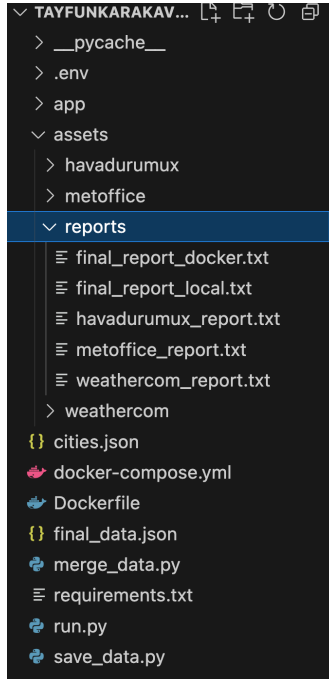 TAYFUNKARAKAV...
__pycache__
.env
app
assets
havadurumux
metoffice
reports
final_report_docker.txt
final_report_local.txt
havadurumux_report.txt
metoffice_report.txt
weathercom_report.txt
weathercom
{} cities.json
docker-compose.yml
Dockerfile
{} final_data.json
merge_data.py
requirements.txt
run.py
save_data.py